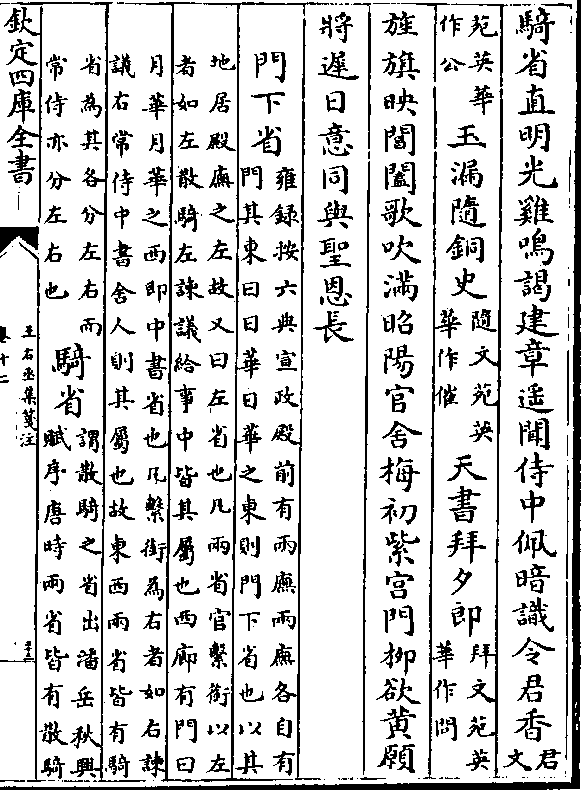 騎省直明光雞鳴謁建章遥聞侍中佩暗識令君香君文
苑英華作公玉漏隨銅史隨文苑英華作催天書拜夕郎拜文苑英華作問
旌旗映閶闔歌吹滿昭陽官舍梅初紫宫門柳欲黄願
將遲日意同與聖恩長
門下省雍録按六典宣政殿前有兩廡兩廡各自有門其東曰日華日華之東則門下省也以其
地居殿廡之左故又曰左省也凡兩省官繫銜以左者如左散騎左諫議給事中皆其屬也西廊有門曰
月華月華之西即中書省也凡繫銜為右者如右諫議右常侍中書舍人則其屬也故東西兩省皆有騎
省為其各分左右而常侍亦分左右也騎省謂散騎之省出潘岳秋興賦序唐時兩省皆有散騎
欽定四庫全書
王右丞集箋注
卷十二